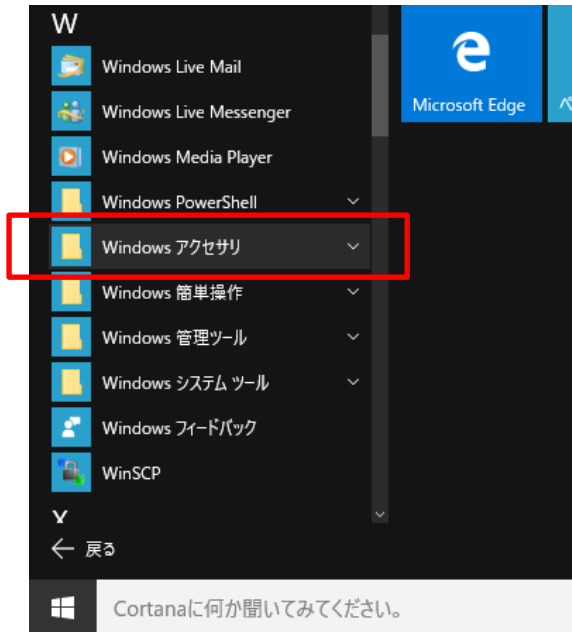 W
Windows Live Mail
Windows Live Messenger
Windows Media Player
Windows PowerShell
Windows アクセサリ
Windows 簡単操作
Windows 管理ツール
Windows システム ツール
Windows フィードバック
WinSCP
X
戻る
Cortanaに何か聞いてみてください。
Microsoft Edge
ペ